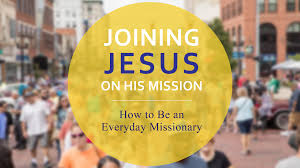 JOINING
JESUS
ON HIS MISSION
How to Be an
Everyday Missionary